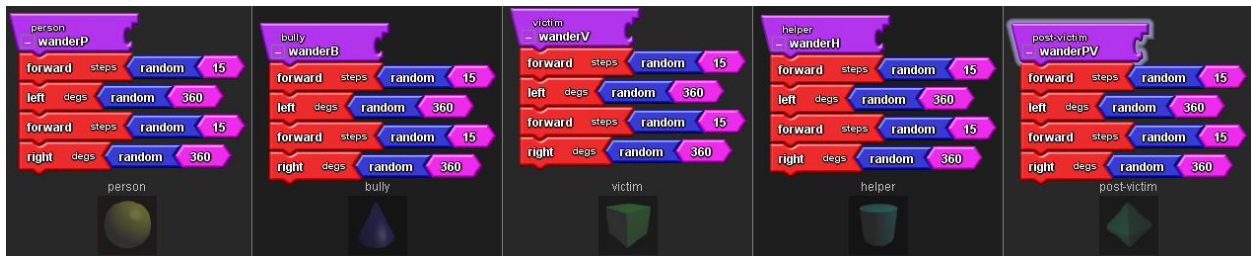 person
wanderP
forward steps random 15
left degs random 360
forward steps random 15
right degs random 360
person
bully
wanderB
forward steps random 15
left degs random 360
forward steps random 15
right degs random 360
bully
victim
wanderV
forward steps random 15
left degs random 360
forward steps random 15
right degs random 360
victim
helper
wanderH
forward steps random 15
left degs random 360
forward steps random 15
right degs random 360
helper
post-victim
wanderPV
forward steps random 15
left degs random 360
forward steps random 15
right degs random 360
post-victim